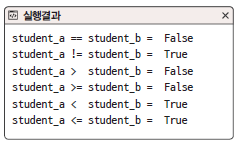 실행결과
student_a == student_b = False
student_a != student_b = True
student_a > student_b = False
student_a >= student_b = False
student_a < student_b = True
student_a <= student_b = True